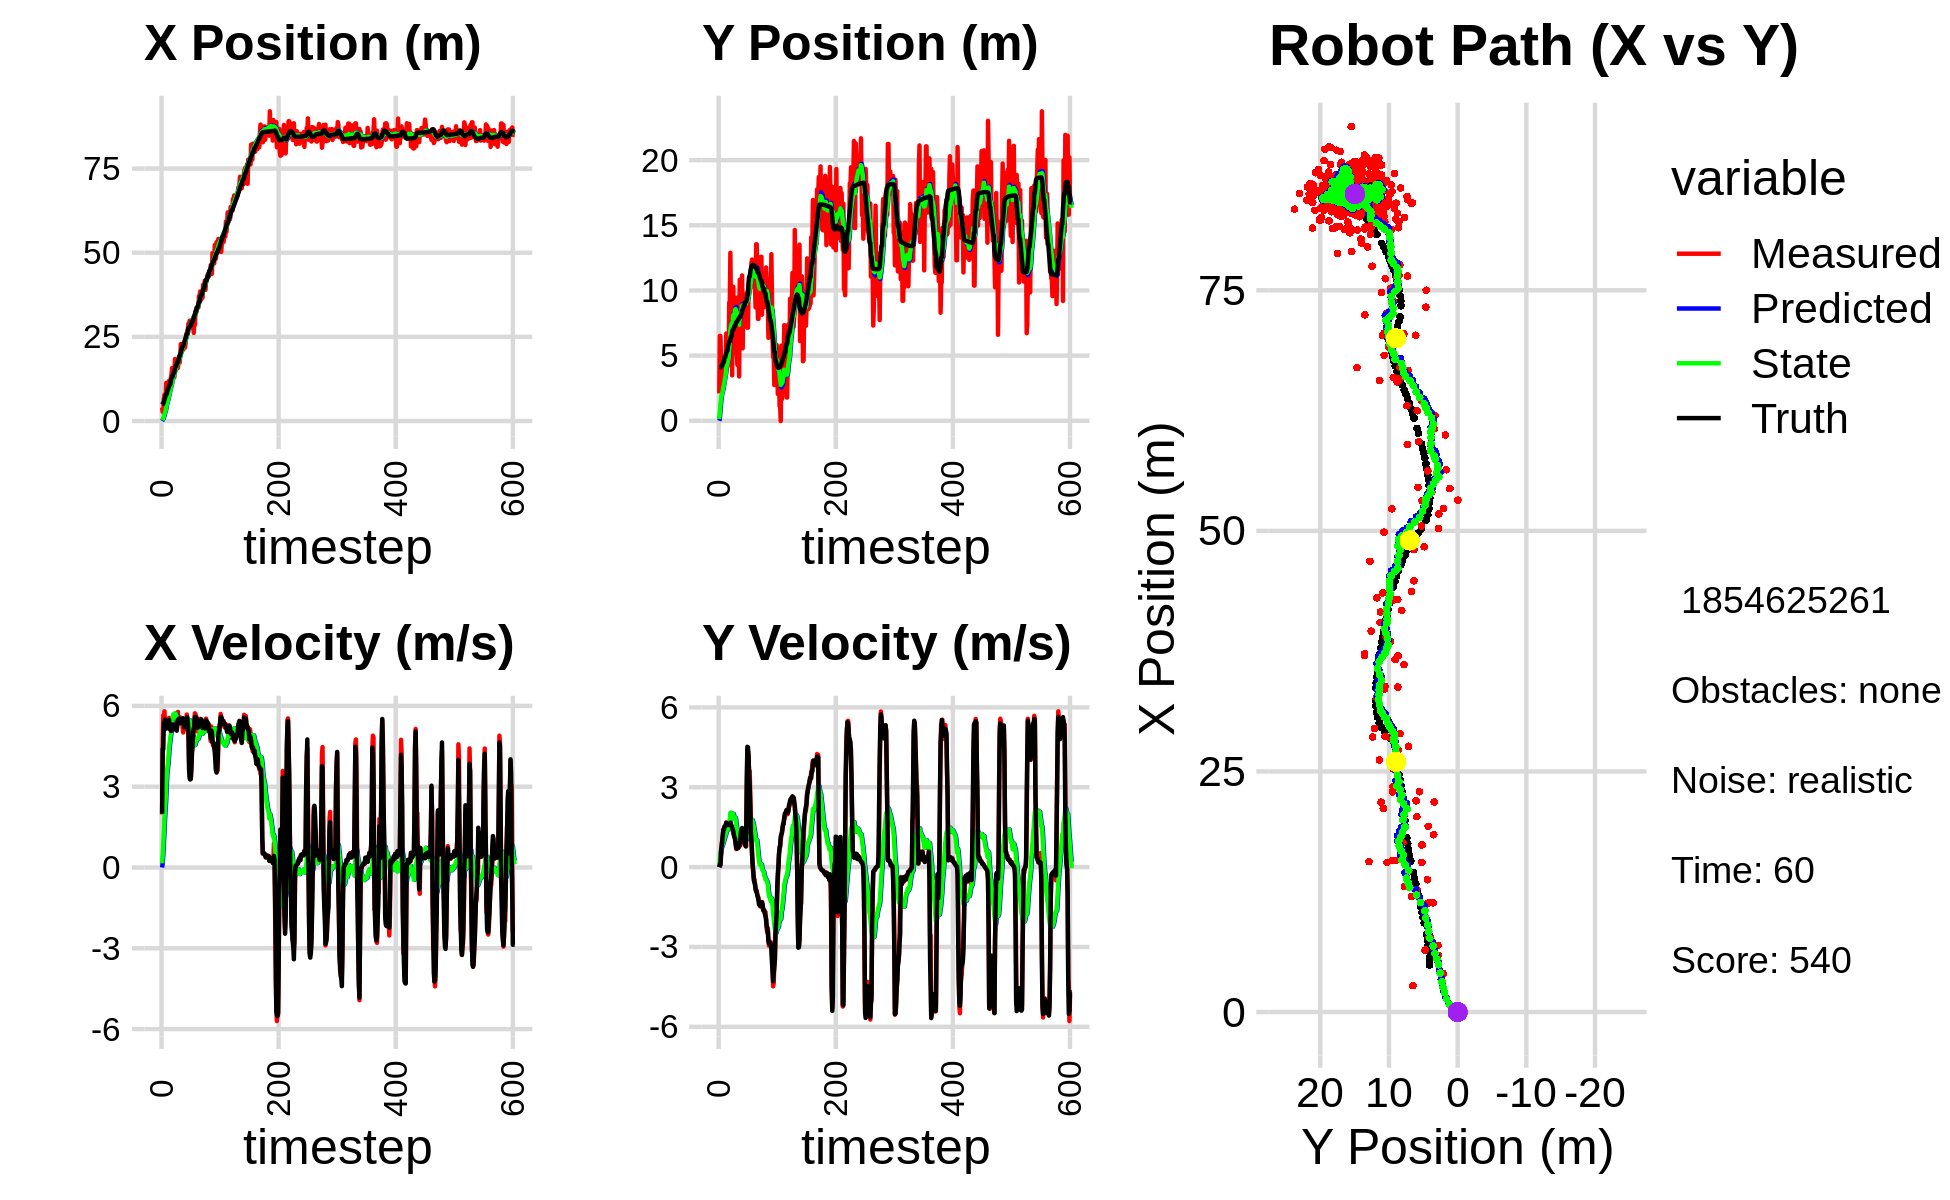 X Position (m)
75
50
25
0
0
200
400
600
timestep
Y Position (m)
20
15
10
5
0
0
200
400
600
timestep
X Velocity (m/s)
6
3
0
-3
-6
0
200
400
600
timestep
Y Velocity (m/s)
6
3
0
-3
-6
0
200
400
600
timestep
Robot Path (X vs Y)
X Position (m)
75
50
25
0
20 10 0 -10 -20
Y Position (m)
variable
Measured
Predicted
State
Truth
1854625261
Obstacles: none
Noise: realistic
Time: 60
Score: 540